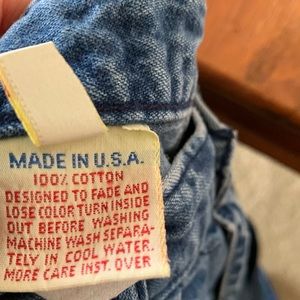 MADE IN U.S.A.
100% COTTON
DESIGNED TO FADE AND
LOSE COLOR TURN INSIDE
OUT BEFORE WASHING
MACHINE WASH SEPARA-
TELY IN COOL WATER.
MORE CARE INST. OVER